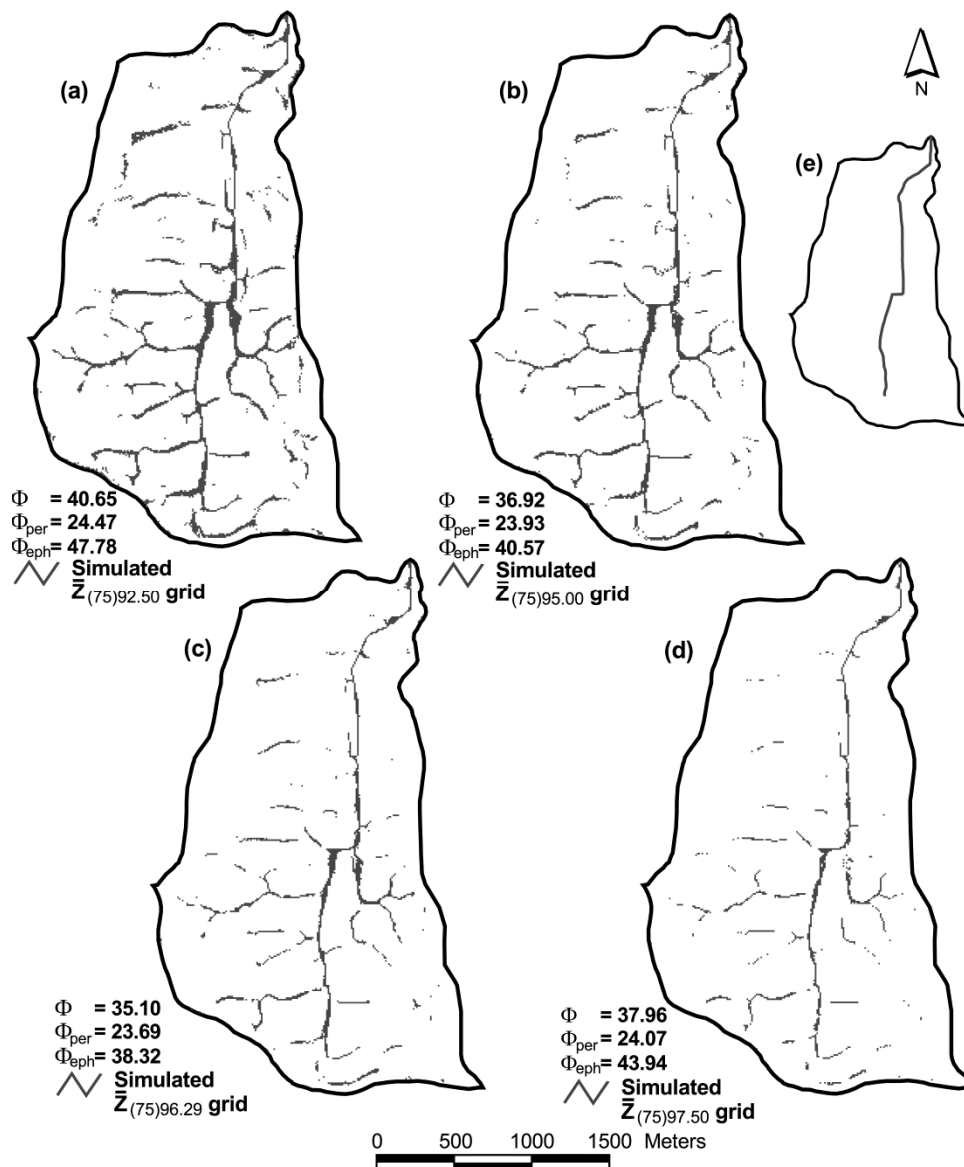 (a)
(b)
N
(e)
Φ = 40.65
Φper = 24.47
Φeph = 47.78
Simulated
Z̄(75)92.50 grid
Φ = 36.92
Φper = 23.93
Φeph = 40.57
Simulated
Z̄(75)95.00 grid
(c)
(d)
Φ = 35.10
Φper = 23.69
Φeph = 38.32
Simulated
Z̄(75)96.29 grid
Φ = 37.96
Φper = 24.07
Φeph = 43.94
Simulated
Z̄(75)97.50 grid
0 500 1000 1500 Meters